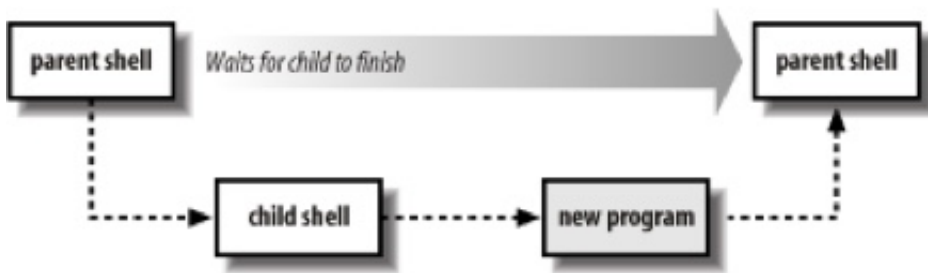 parent shell
Waits for child to finish
parent shell
child shell
new program